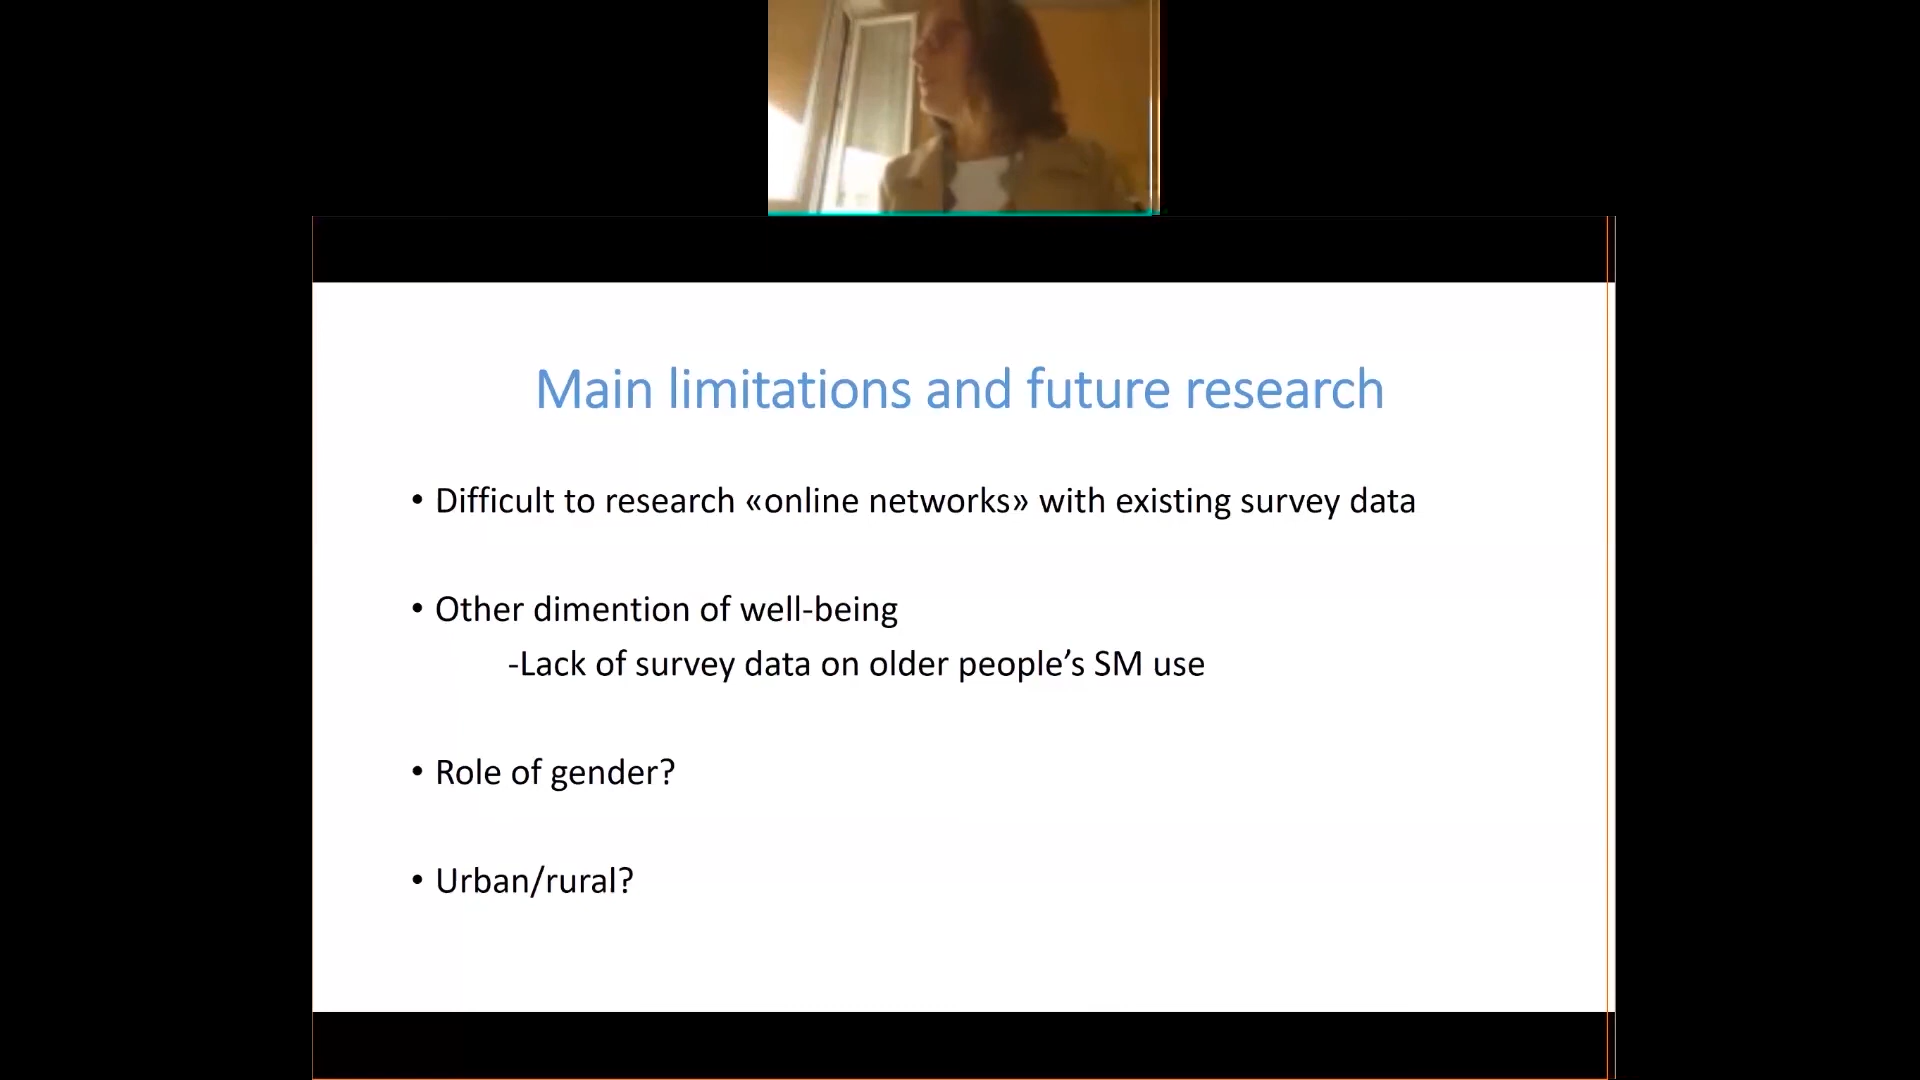 Main limitations and future research
• Difficult to research «online networks» with existing survey data
• Other dimention of well-being
-Lack of survey data on older people’s SM use
• Role of gender?
• Urban/rural?